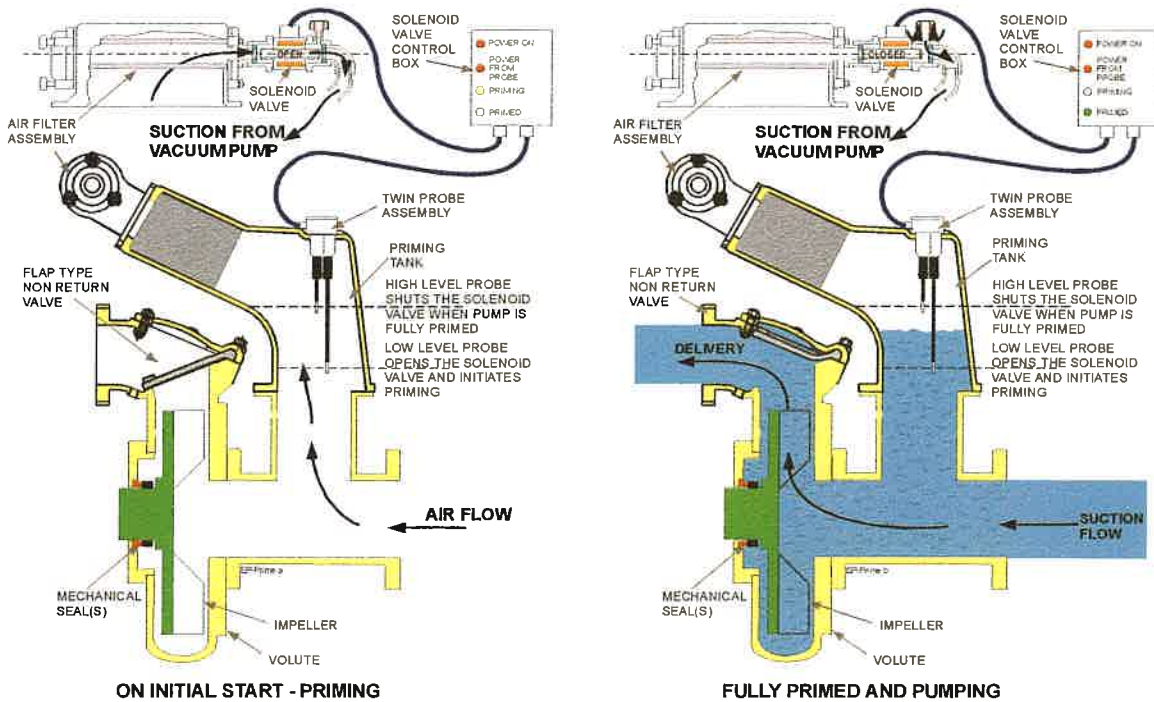 SOLENOID
VALVE
CONTROL
BOX
POWER ON
POWER
FROM
PROBE
PRIMING
PRIMED
OPEN
SOLENOID
VALVE
AIR FILTER
ASSEMBLY
SUCTION FROM
VACUUM PUMP
TWIN PROBE
ASSEMBLY
PRIMING
TANK
FLAP TYPE
NON RETURN
VALVE
HIGH LEVEL PROBE
SHUTS THE SOLENOID
VALVE WHEN PUMP IS
FULLY PRIMED
LOW LEVEL PROBE
OPENS THE SOLENOID
VALVE AND INITIATES
PRIMING
AIR FLOW
MECHANICAL
SEAL(S)
IMPELLER
VOLUTE
ON INITIAL START - PRIMING
SOLENOID
VALVE
CONTROL
BOX
POWER ON
POWER
FROM
PROBE
PRIMING
PRIMED
CLOSED
SOLENOID
VALVE
AIR FILTER
ASSEMBLY
SUCTION FROM
VACUUM PUMP
TWIN PROBE
ASSEMBLY
PRIMING
TANK
FLAP TYPE
NON RETURN
VALVE
HIGH LEVEL PROBE
SHUTS THE SOLENOID
VALVE WHEN PUMP IS
FULLY PRIMED
DELIVERY
LOW LEVEL PROBE
OPENS THE SOLENOID
VALVE AND INITIATES
PRIMING
SUCTION
FLOW
MECHANICAL
SEAL(S)
IMPELLER
VOLUTE
FULLY PRIMED AND PUMPING